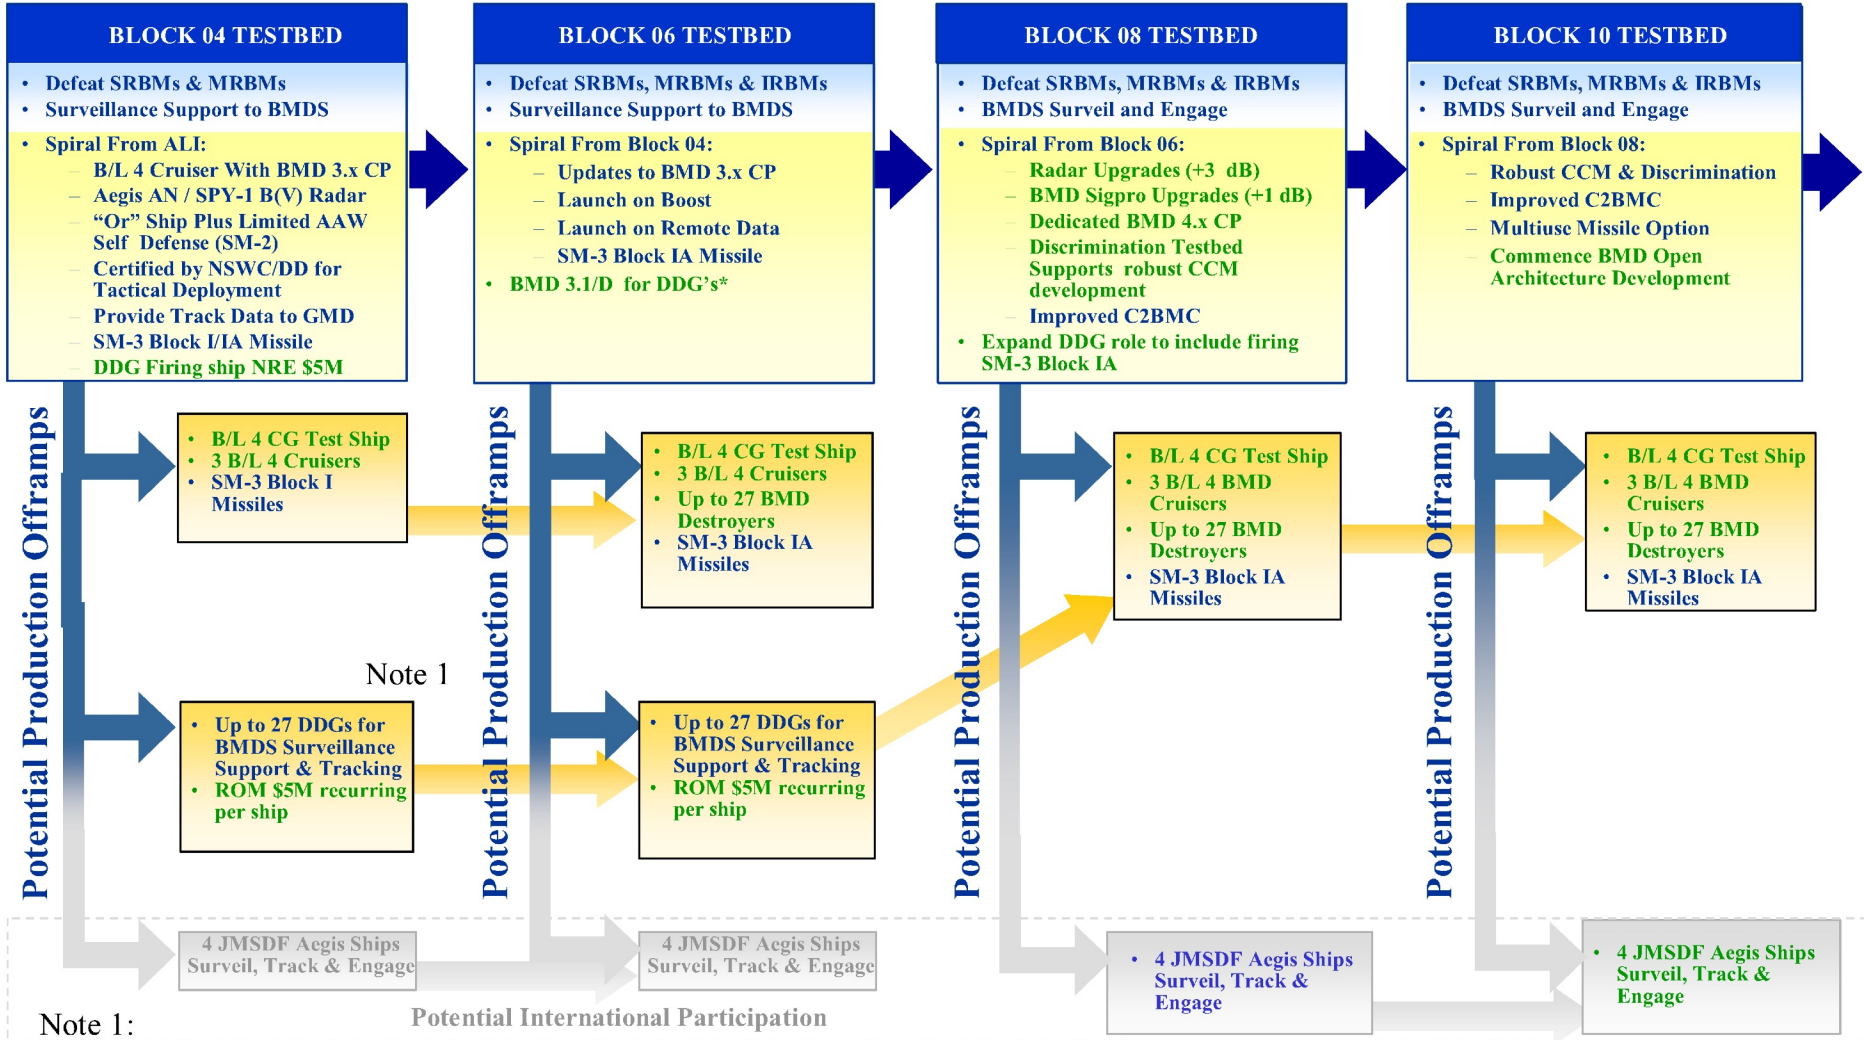 BLOCK 04 TESTBED
• Defeat SRBMs & MRBMs
• Surveillance Support to BMDS
• Spiral From ALI:
– B/L 4 Cruiser With BMD 3.x CP
– Aegis AN / SPY-1 B(V) Radar
– “Or” Ship Plus Limited AAW
Self Defense (SM-2)
– Certified by NSWC/DD for
Tactical Deployment
– Provide Track Data to GMD
– SM-3 Block I/IA Missile
– DDG Firing ship NRE $5M
BLOCK 06 TESTBED
• Defeat SRBMs, MRBMs & IRBMs
• Surveillance Support to BMDS
• Spiral From Block 04:
– Updates to BMD 3.x CP
– Launch on Boost
– Launch on Remote Data
– SM-3 Block IA Missile
• BMD 3.1/D for DDG’s*
BLOCK 08 TESTBED
• Defeat SRBMs, MRBMs & IRBMs
• BMDS Surveil and Engage
• Spiral From Block 06:
– Radar Upgrades (+3 dB)
– BMD Sigpro Upgrades (+1 dB)
– Dedicated BMD 4.x CP
– Discrimination Testbed
Supports robust CCM
development
– Improved C2BMC
• Expand DDG role to include firing
SM-3 Block IA
BLOCK 10 TESTBED
• Defeat SRBMs, MRBMs & IRBMs
• BMDS Surveil and Engage
• Spiral From Block 08:
– Robust CCM & Discrimination
– Improved C2BMC
– Multiuse Missile Option
– Commence BMD Open
Architecture Development
Potential Production Offramps
• B/L 4 CG Test Ship
• 3 B/L 4 Cruisers
• SM-3 Block I
Missiles
Potential Production Offramps
• B/L 4 CG Test Ship
• 3 B/L 4 Cruisers
• Up to 27 BMD
Destroyers
• SM-3 Block IA
Missiles
Potential Production Offramps
• B/L 4 CG Test Ship
• 3 B/L 4 BMD
Cruisers
• Up to 27 BMD
Destroyers
• SM-3 Block IA
Missiles
Potential Production Offramps
• B/L 4 CG Test Ship
• 3 B/L 4 BMD
Cruisers
• Up to 27 BMD
Destroyers
• SM-3 Block IA
Missiles
Note 1
• Up to 27 DDGs for
BMDS Surveillance
Support & Tracking
• ROM $5M recurring
per ship
• Up to 27 DDGs for
BMDS Surveillance
Support & Tracking
• ROM $5M recurring
per ship
4 JMSDF Aegis Ships
Surveil, Track & Engage
4 JMSDF Aegis Ships
Surveil, Track & Engage
• 4 JMSDF Aegis Ships
Surveil, Track &
Engage
• 4 JMSDF Aegis Ships
Surveil, Track &
Engage
Note 1:
Potential International Participation